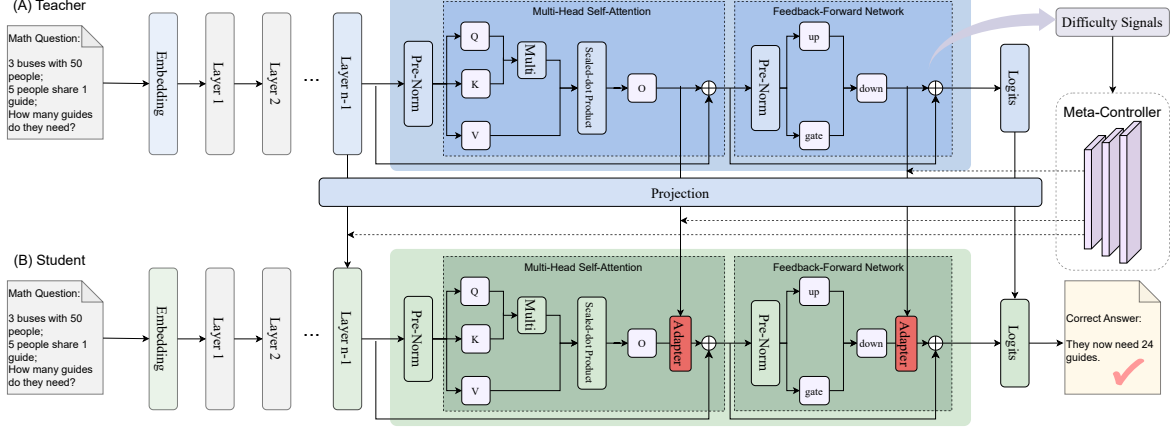 (A) Teacher
Math Question:
3 buses with 50
people;
5 people share 1
guide;
How many guides
do they need?
Embedding
Layer 1
Layer 2
...
Layer n-1
Pre-Norm
Multi-Head Self-Attention
Q
K
V
Multi
Scaled-dot Product
O
Feedback-Forward Network
Pre-Norm
up
gate
down
Logits
Difficulty Signals
Meta-Controller
Projection
(B) Student
Math Question:
3 buses with 50
people;
5 people share 1
guide;
How many guides
do they need?
Embedding
Layer 1
Layer 2
...
Layer n-1
Pre-Norm
Multi-Head Self-Attention
Q
K
V
Multi
Scaled-dot Product
O
Adapter
Feedback-Forward Network
Pre-Norm
up
gate
down
Adapter
Logits
Correct Answer:
They now need 24
guides.